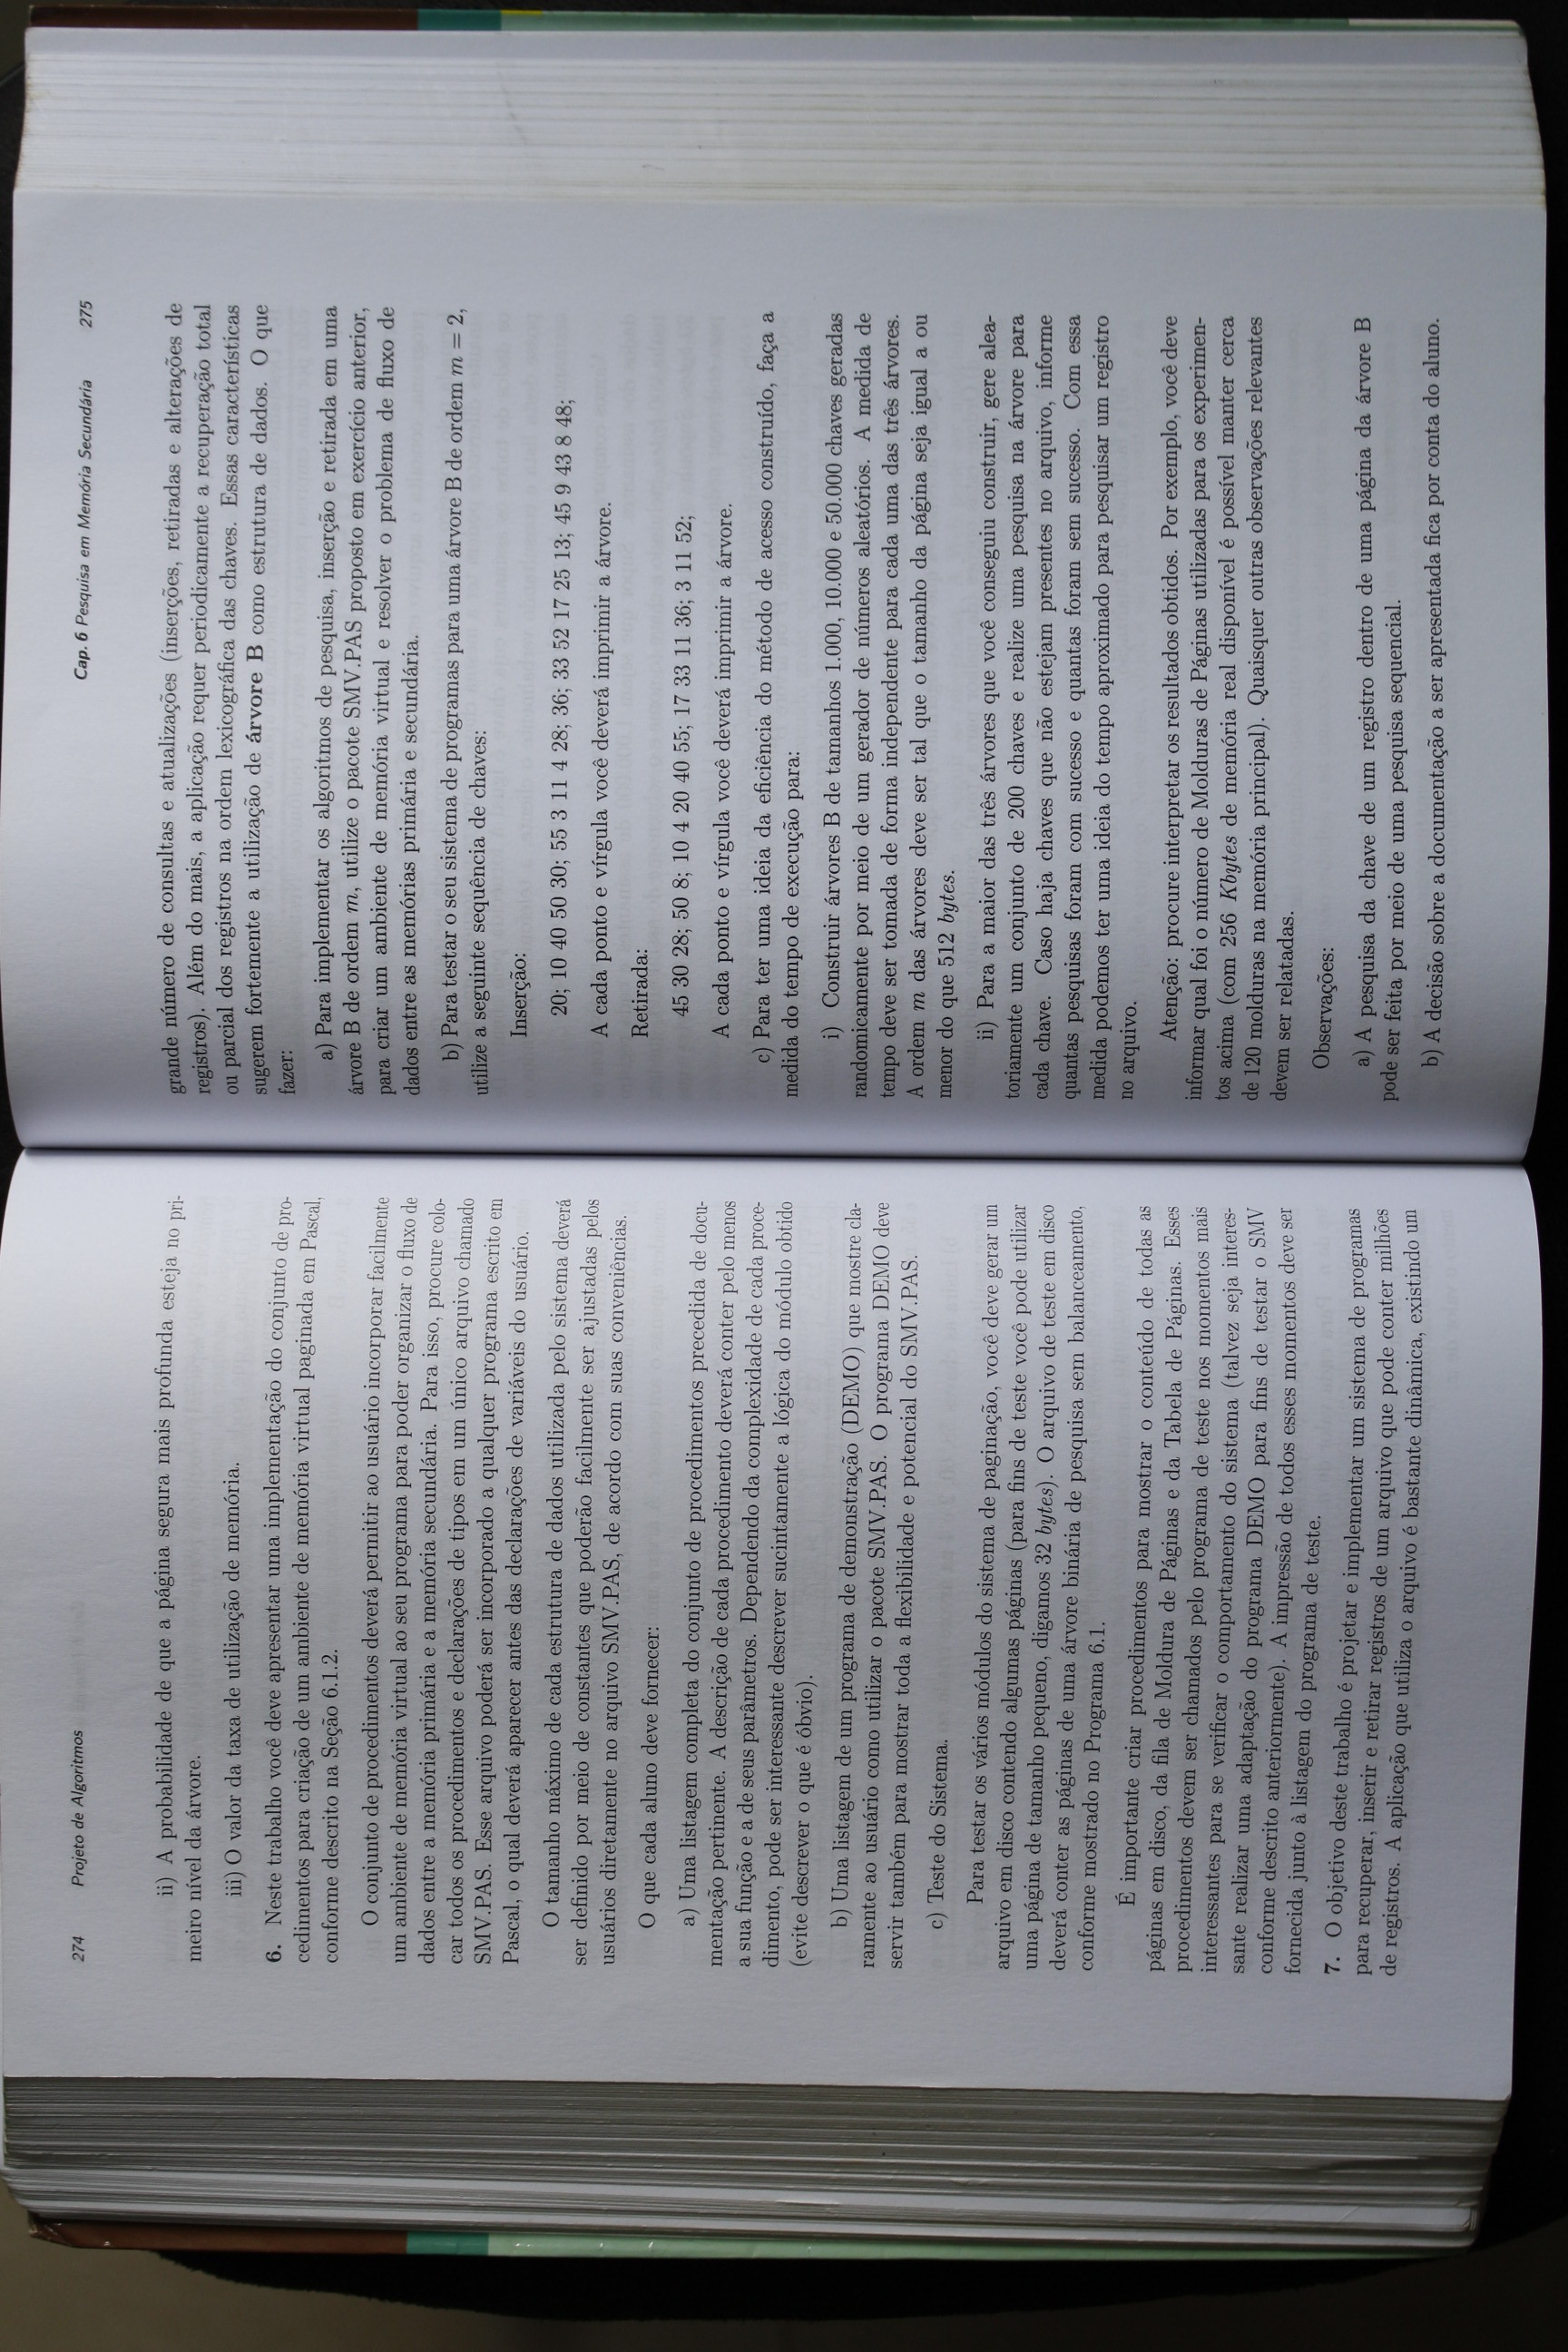 274 Projeto de Algoritmos
ii) A probabilidade de que a página segura mais profunda esteja no pri-
meiro nível da árvore.
iii) O valor da taxa de utilização de memória.
6. Neste trabalho você deve apresentar uma implementação do conjunto de pro-
cedimentos para criação de um ambiente de memória virtual paginada em Pascal,
conforme descrito na Seção 6.1.2.
O conjunto de procedimentos deverá permitir ao usuário incorporar facilmente
um ambiente de memória virtual ao seu programa para poder organizar o fluxo de
dados entre a memória primária e a memória secundária. Para isso, procure colo-
car todos os procedimentos e declarações de tipos em um único arquivo chamado
SMV.PAS. Esse arquivo poderá ser incorporado a qualquer programa escrito em
Pascal, o qual deverá aparecer antes das declarações de variáveis do usuário.
O tamanho máximo de cada estrutura de dados utilizada pelo sistema deverá
ser definido por meio de constantes que poderão facilmente ser ajustadas pelos
usuários diretamente no arquivo SMV.PAS, de acordo com suas conveniências.
O que cada aluno deve fornecer:
a) Uma listagem completa do conjunto de procedimentos precedida de docu-
mentação pertinente. A descrição de cada procedimento deverá conter pelo menos
a sua função e a de seus parâmetros. Dependendo da complexidade de cada proce-
dimento, pode ser interessante descrever sucintamente a lógica do módulo obtido
(evite descrever o que é óbvio).
b) Uma listagem de um programa de demonstração (DEMO) que mostre cla-
ramente ao usuário como utilizar o pacote SMV.PAS. O programa DEMO deve
servir também para mostrar toda a flexibilidade e potencial do SMV.PAS.
c) Teste do Sistema.
Para testar os vários módulos do sistema de paginação, você deve gerar um
arquivo em disco contendo algumas páginas (para fins de teste você pode utilizar
uma página de tamanho pequeno, digamos 32 bytes). O arquivo de teste em disco
deverá conter as páginas de uma árvore binária de pesquisa sem balanceamento,
conforme mostrado no Programa 6.1.
É importante criar procedimentos para mostrar o conteúdo de todas as
páginas em disco, da fila de Moldura de Páginas e da Tabela de Páginas. Esses
procedimentos devem ser chamados pelo programa de teste nos momentos mais
interessantes para se verificar o comportamento do sistema (talvez seja interes-
sante realizar uma adaptação do programa DEMO para fins de testar o SMV
conforme descrito anteriormente). A impressão de todos esses momentos deve ser
fornecida junto à listagem do programa de teste.
7. O objetivo deste trabalho é projetar e implementar um sistema de programas
para recuperar, inserir e retirar registros de um arquivo que pode conter milhões
de registros. A aplicação que utiliza o arquivo é bastante dinâmica, existindo um
Cap. 6 Pesquisa em Memória Secundária 275
grande número de consultas e atualizações (inserções, retiradas e alterações de
registros). Além do mais, a aplicação requer periodicamente a recuperação total
ou parcial dos registros na ordem lexicográfica das chaves. Essas características
sugerem fortemente a utilização de árvore B como estrutura de dados. O que
fazer:
a) Para implementar os algoritmos de pesquisa, inserção e retirada em uma
árvore B de ordem m, utilize o pacote SMV.PAS proposto em exercício anterior,
para criar um ambiente de memória virtual e resolver o problema de fluxo de
dados entre as memórias primária e secundária.
b) Para testar o seu sistema de programas para uma árvore B de ordem m = 2,
utilize a seguinte sequência de chaves:
Inserção:
20; 10 40 50 30; 55 3 11 4 28; 36; 33 52 17 25 13; 45 9 43 8 48;
A cada ponto e vírgula você deverá imprimir a árvore.
Retirada:
45 30 28; 50 8; 10 4 20 40 55; 17 33 11 36; 3 11 52;
A cada ponto e vírgula você deverá imprimir a árvore.
c) Para ter uma ideia da eficiência do método de acesso construído, faça a
medida do tempo de execução para:
i) Construir árvores B de tamanhos 1.000, 10.000 e 50.000 chaves geradas
randomicamente por meio de um gerador de números aleatórios. A medida de
tempo deve ser tomada de forma independente para cada uma das três árvores.
A ordem m das árvores deve ser tal que o tamanho da página seja igual a ou
menor do que 512 bytes.
ii) Para a maior das três árvores que você conseguiu construir, gere alea-
toriamente um conjunto de 200 chaves e realize uma pesquisa na árvore para
cada chave. Caso haja chaves que não estejam presentes no arquivo, informe
quantas pesquisas foram com sucesso e quantas foram sem sucesso. Com essa
medida podemos ter uma ideia do tempo aproximado para pesquisar um registro
no arquivo.
Atenção: procure interpretar os resultados obtidos. Por exemplo, você deve
informar qual foi o número de Molduras de Páginas utilizadas para os experimen-
tos acima (com 256 Kbytes de memória real disponível é possível manter cerca
de 120 molduras na memória principal). Quaisquer outras observações relevantes
devem ser relatadas.
Observações:
a) A pesquisa da chave de um registro dentro de uma página da árvore B
pode ser feita por meio de uma pesquisa sequencial.
b) A decisão sobre a documentação a ser apresentada fica por conta do aluno.